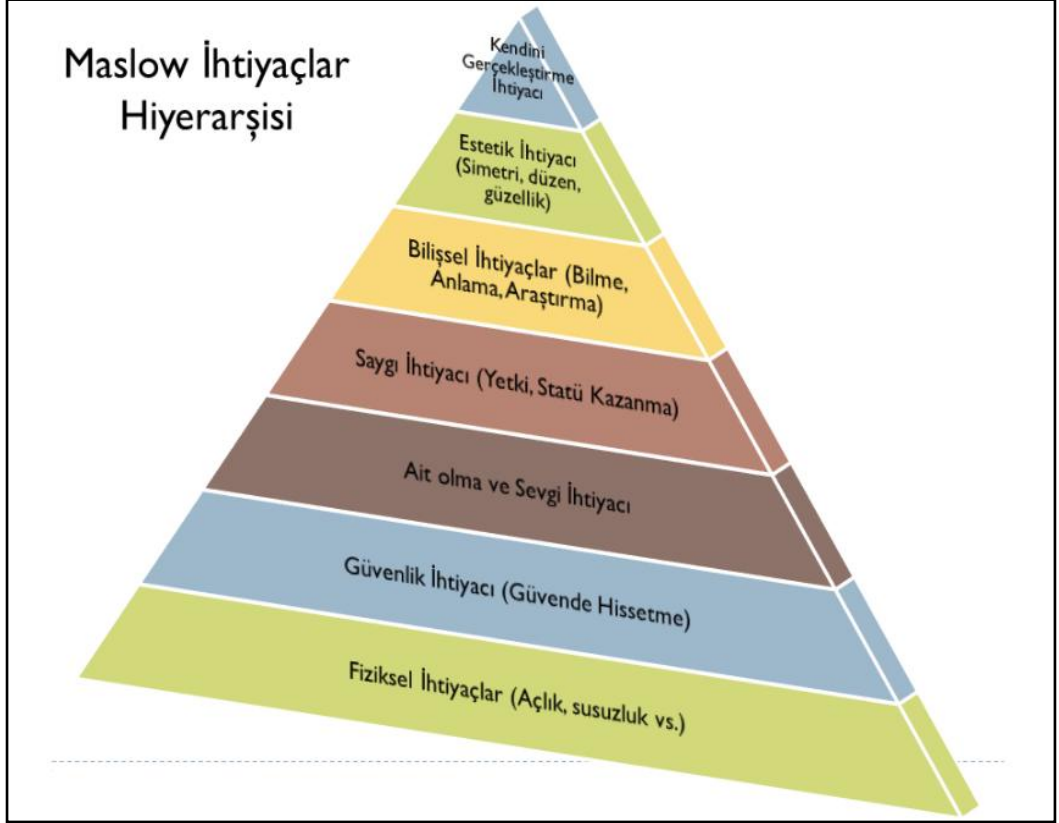 Maslow İhtiyaçlar
Hiyerarşisi
Kendini
Gerçekleştirme
İhtiyacı
Estetik İhtiyacı
(Simetri, düzen,
güzellik)
Bilişsel İhtiyaçlar (Bilme,
Anlama, Araştırma)
Saygı İhtiyacı (Yetki, Statü Kazanma)
Ait olma ve Sevgi İhtiyacı
Güvenlik İhtiyacı (Güvende Hissetme)
Fiziksel İhtiyaçlar (Açlık, susuzluk vs.)